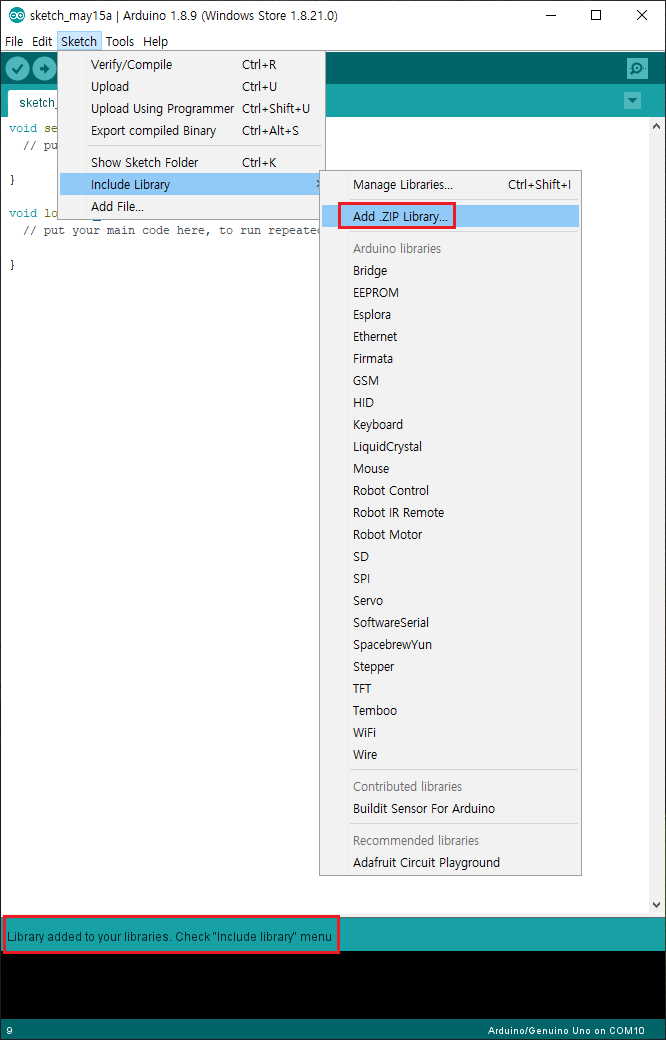 sketch_may15a | Arduino 1.8.9 (Windows Store 1.8.21.0)
File Edit Sketch Tools Help
Verify/Compile Ctrl+R
Upload Ctrl+U
Upload Using Programmer Ctrl+Shift+U
Export compiled Binary Ctrl+Alt+S
Show Sketch Folder Ctrl+K
Include Library
Add File...
sketch_
void se
// pu
}
void lo
// put your main code here, to run repeated
}
Manage Libraries... Ctrl+Shift+I
Add .ZIP Library...
Arduino libraries
Bridge
EEPROM
Esplora
Ethernet
Firmata
GSM
HID
Keyboard
LiquidCrystal
Mouse
Robot Control
Robot IR Remote
Robot Motor
SD
SPI
Servo
SoftwareSerial
SpacebrewYun
Stepper
TFT
Temboo
WiFi
Wire
Contributed libraries
Buildit Sensor For Arduino
Recommended libraries
Adafruit Circuit Playground
Library added to your libraries. Check "Include library" menu
9 Arduino/Genuino Uno on COM10